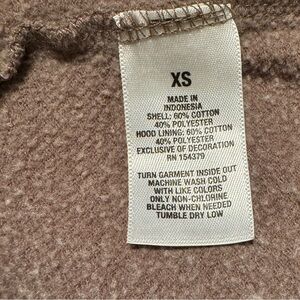 XS
MADE IN
INDONESIA
SHELL: 60% COTTON
40% POLYESTER
HOOD LINING: 60% COTTON
40% POLYESTER
EXCLUSIVE OF DECORATION
RN 154379
TURN GARMENT INSIDE OUT
MACHINE WASH COLD
WITH LIKE COLORS
ONLY NON-CHLORINE
BLEACH WHEN NEEDED
TUMBLE DRY LOW